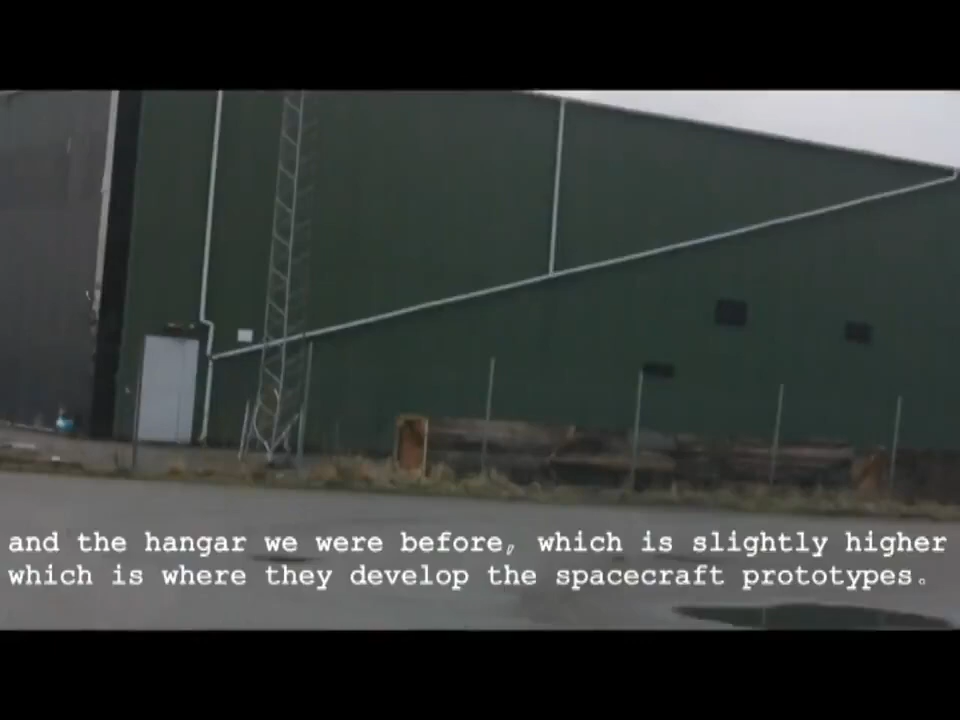 and the hangar we were before, which is slightly higher
which is where they develop the spacecraft prototypes.